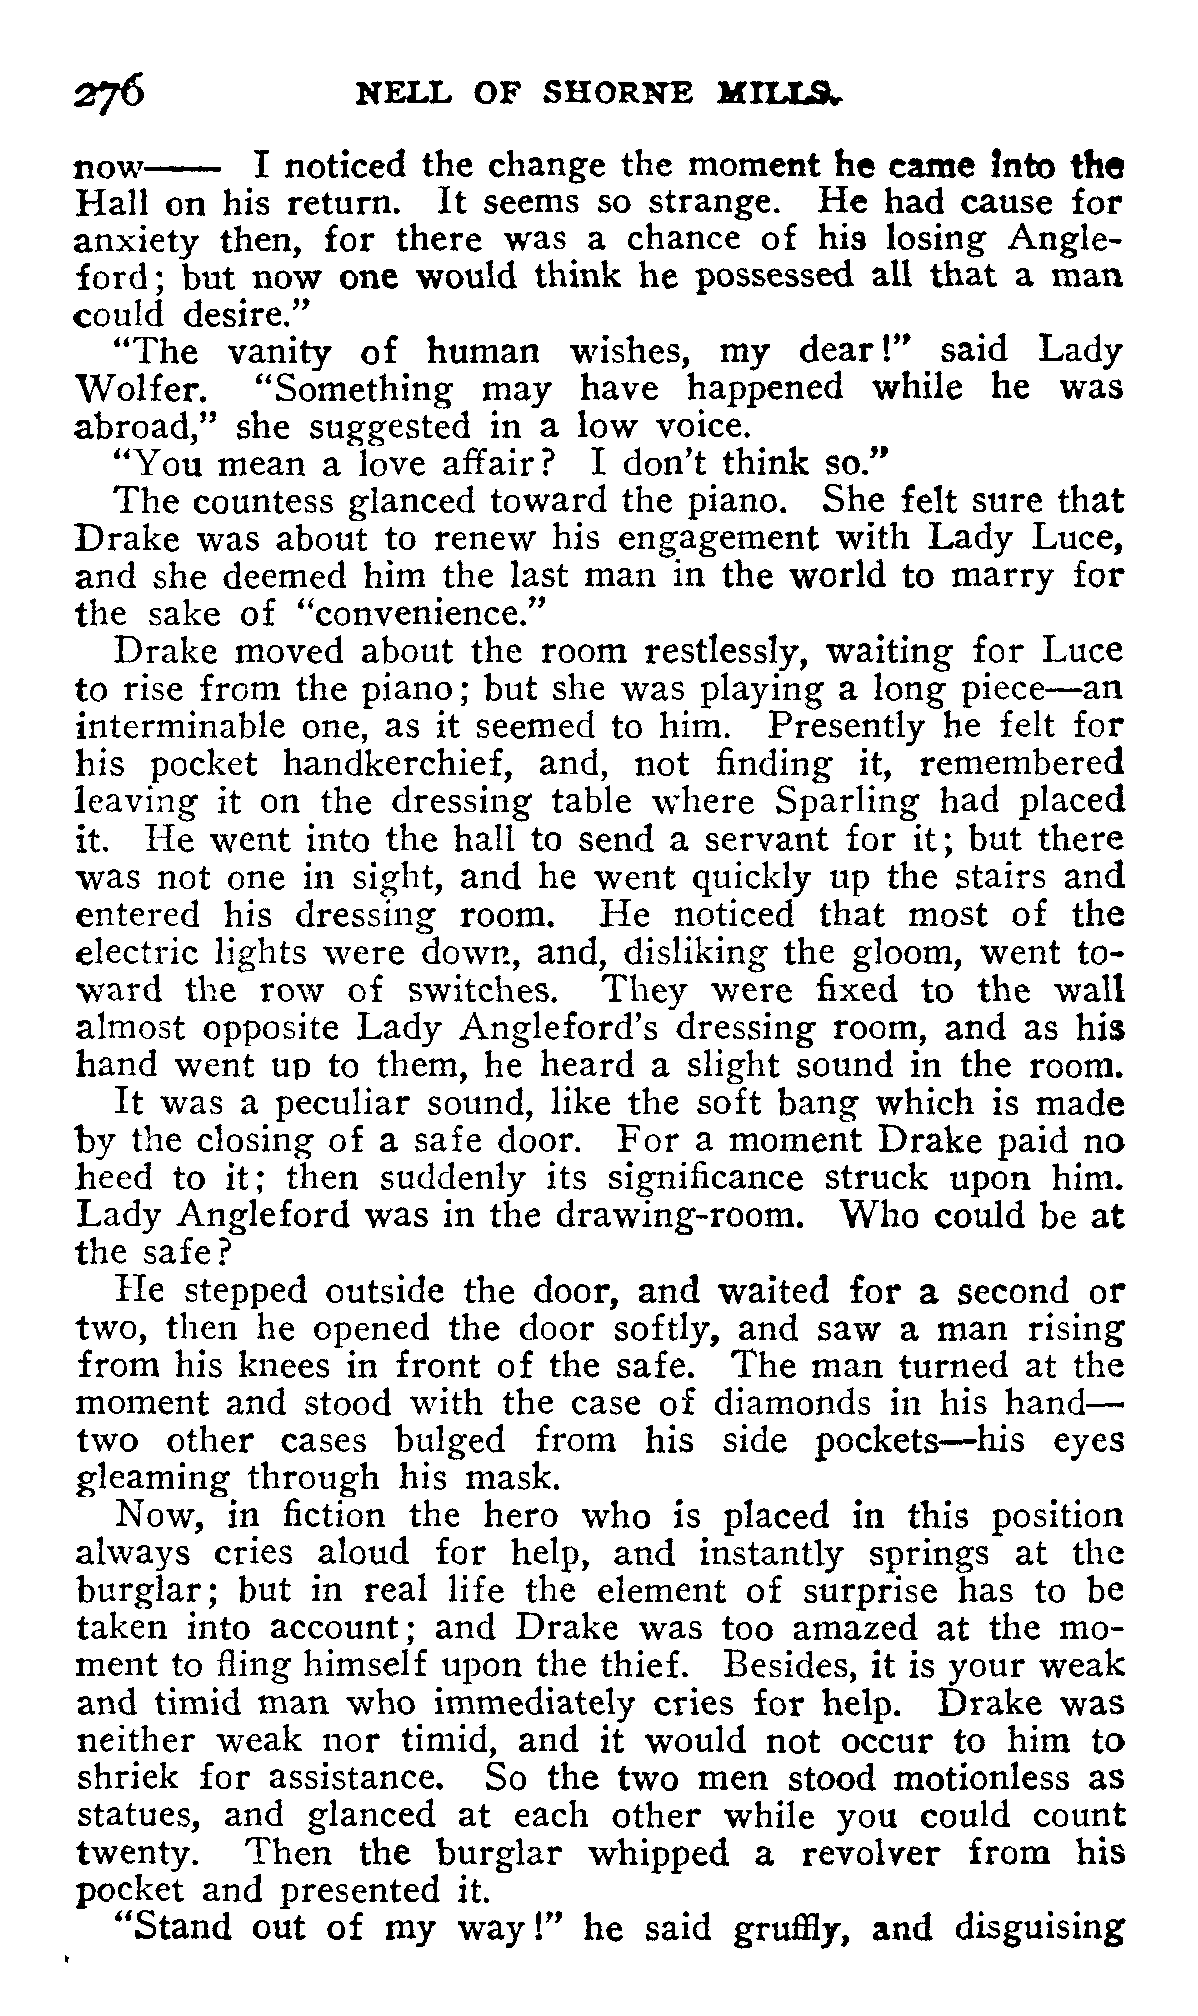 276 NELL OF SHORNE MILLS.
now—— I noticed the change the moment he came into the
Hall on his return. It seems so strange. He had cause for
anxiety then, for there was a chance of his losing Angle-
ford; but now one would think he possessed all that a man
could desire."
"The vanity of human wishes, my dear!" said Lady
Wolfer. "Something may have happened while he was
abroad," she suggested in a low voice.
"You mean a love affair? I don't think so."
The countess glanced toward the piano. She felt sure that
Drake was about to renew his engagement with Lady Luce,
and she deemed him the last man in the world to marry for
the sake of "convenience."
Drake moved about the room restlessly, waiting for Luce
to rise from the piano; but she was playing a long piece—an
interminable one, as it seemed to him. Presently he felt for
his pocket handkerchief, and, not finding it, remembered
leaving it on the dressing table where Sparling had placed
it. He went into the hall to send a servant for it; but there
was not one in sight, and he went quickly up the stairs and
entered his dressing room. He noticed that most of the
electric lights were down, and, disliking the gloom, went to-
ward the row of switches. They were fixed to the wall
almost opposite Lady Angleford's dressing room, and as his
hand went up to them, he heard a slight sound in the room.
It was a peculiar sound, like the soft bang which is made
by the closing of a safe door. For a moment Drake paid no
heed to it; then suddenly its significance struck upon him.
Lady Angleford was in the drawing-room. Who could be at
the safe?
He stepped outside the door, and waited for a second or
two, then he opened the door softly, and saw a man rising
from his knees in front of the safe. The man turned at the
moment and stood with the case of diamonds in his hand—
two other cases bulged from his side pockets—his eyes
gleaming through his mask.
Now, in fiction the hero who is placed in this position
always cries aloud for help, and instantly springs at the
burglar; but in real life the element of surprise has to be
taken into account; and Drake was too amazed at the mo-
ment to fling himself upon the thief. Besides, it is your weak
and timid man who immediately cries for help. Drake was
neither weak nor timid, and it would not occur to him to
shriek for assistance. So the two men stood motionless as
statues, and glanced at each other while you could count
twenty. Then the burglar whipped a revolver from his
pocket and presented it.
"Stand out of my way!" he said gruffly, and disguising